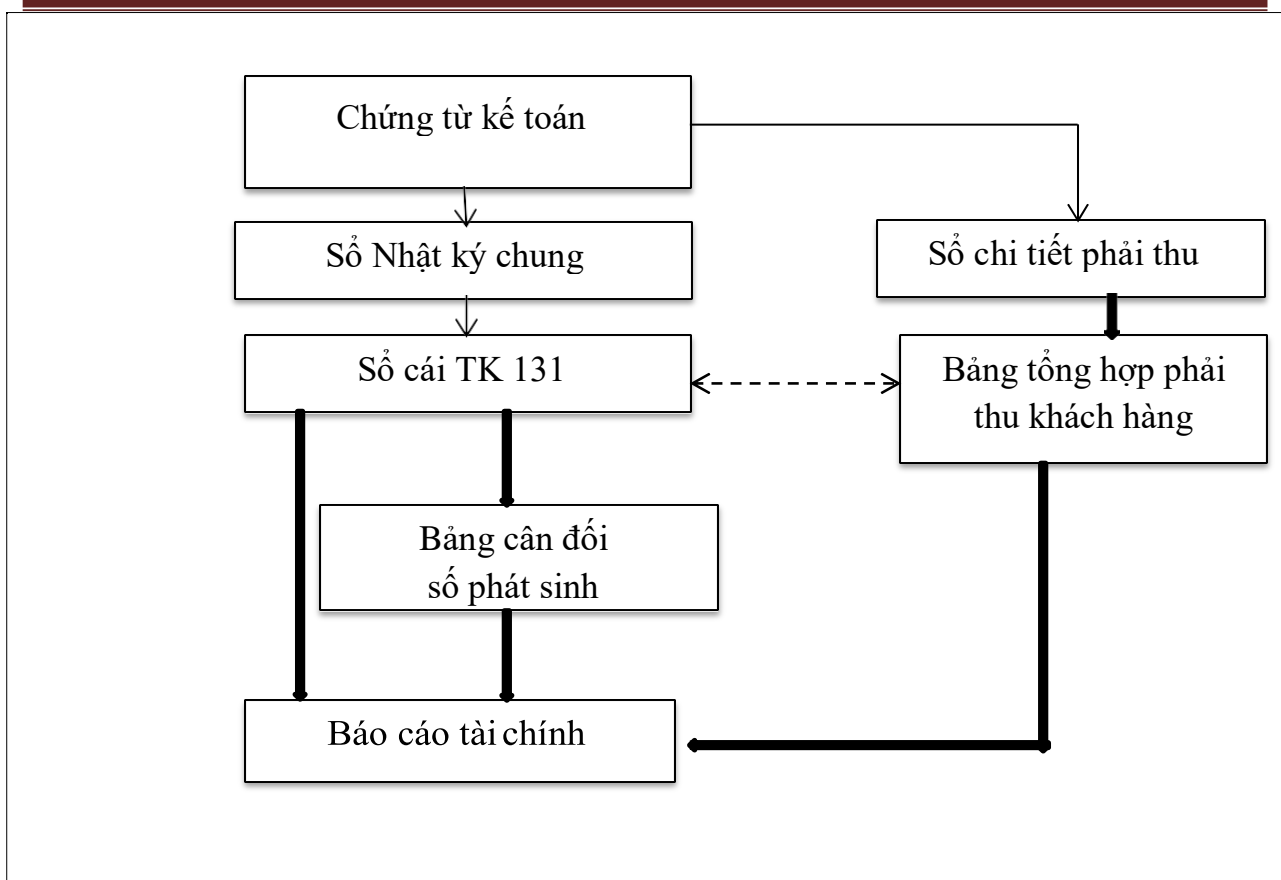 Chứng từ kế toán
Sổ Nhật ký chung
Sổ chi tiết phải thu
Sổ cái TK 131
Bảng tổng hợp phải
thu khách hàng
Bảng cân đối
số phát sinh
Báo cáo tài chính